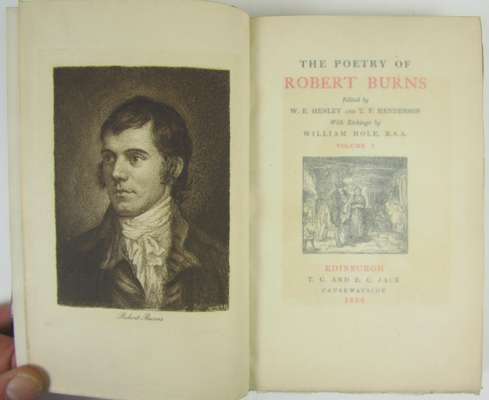 Robert Burns
THE POETRY OF
ROBERT BURNS
Edited by
W. E. HENLEY AND T. F. HENDERSON
With Etchings by
WILLIAM HOLE, R.S.A.
VOLUME I
EDINBURGH
T. C. AND E. C. JACK
CAUSEWAYSIDE
1896